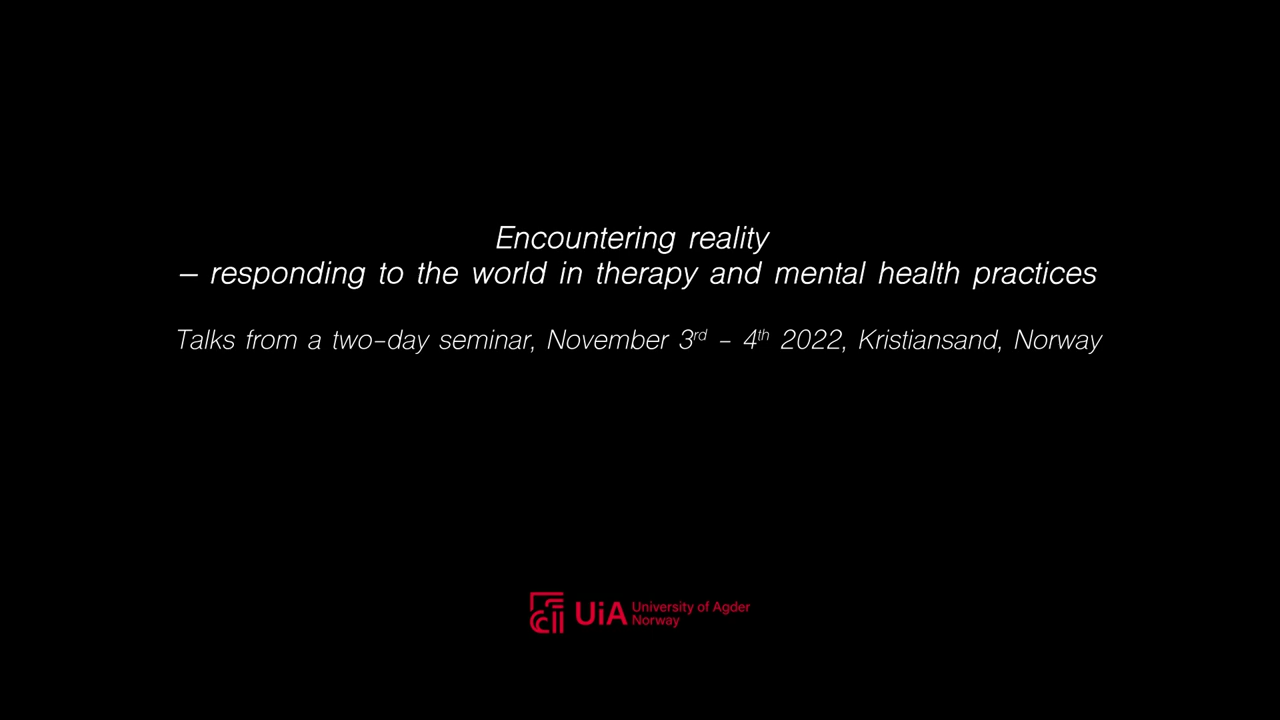 Encountering reality
– responding to the world in therapy and mental health practices
Talks from a two-day seminar, November 3rd - 4th 2022, Kristiansand, Norway
UiA University of Agder
Norway